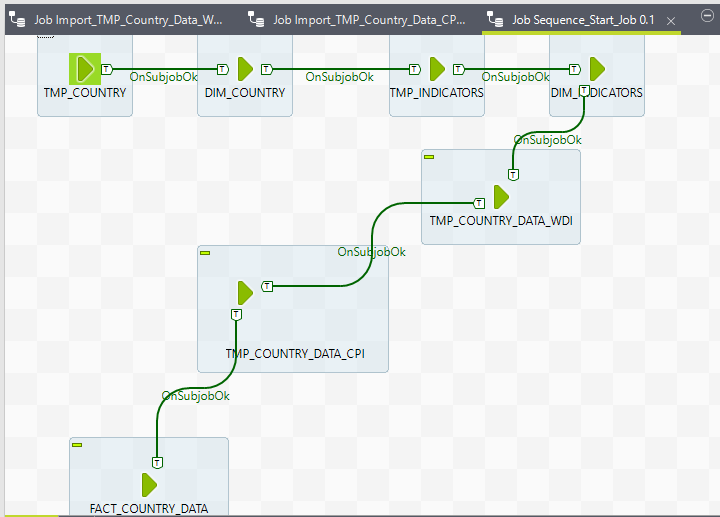 Job Import_TMP_Country_Data_W...
Job Import_TMP_Country_Data_CP...
Job Sequence_Start_Job 0.1
OnSubjobOk
OnSubjobOk
OnSubjobOk
TMP_COUNTRY
DIM_COUNTRY
TMP_INDICATORS
DIM_INDICATORS
OnSubjobOk
TMP_COUNTRY_DATA_WDI
OnSubjobOk
TMP_COUNTRY_DATA_CPI
OnSubjobOk
FACT_COUNTRY_DATA